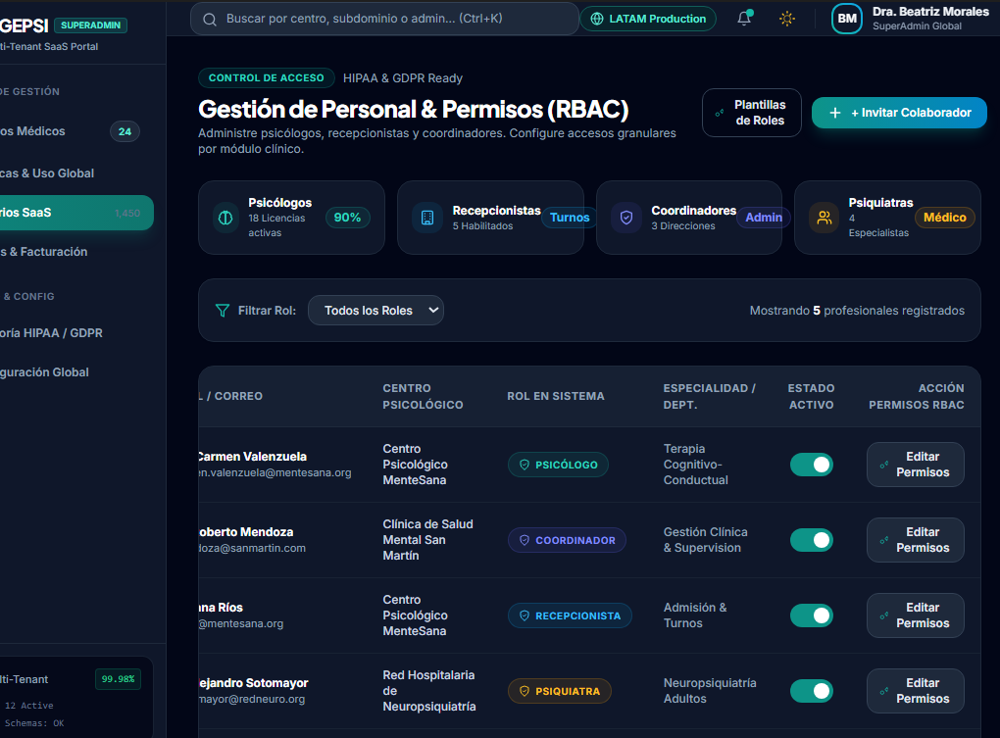 GEPSI SUPERADMIN
ti-Tenant SaaS Portal
DE GESTIÓN
os Médicos 24
cas & Uso Global
rios SaaS 1,450
s & Facturación
& CONFIG
oría HIPAA / GDPR
guración Global
lti-Tenant 99.98%
12 Active
Schemas: OK
Buscar por centro, subdominio o admin... (Ctrl+K)
LATAM Production
BM
Dra. Beatriz Morales
SuperAdmin Global
CONTROL DE ACCESO HIPAA & GDPR Ready
Gestión de Personal & Permisos (RBAC)
Administre psicólogos, recepcionistas y coordinadores. Configure accesos granulares
por módulo clínico.
Plantillas
de Roles
+ + Invitar Colaborador
Psicólogos
18 Licencias
activas
90%
Recepcionistas
5 Habilitados
Turnos
Coordinadores
3 Direcciones
Admin
Psiquiatras
4
Especialistas
Médico
Filtrar Rol: Todos los Roles
Mostrando 5 profesionales registrados
L / CORREO
CENTRO
PSICOLÓGICO
ROL EN SISTEMA
ESPECIALIDAD /
DEPT.
ESTADO
ACTIVO
ACCIÓN
PERMISOS RBAC
Carmen Valenzuela
en.valenzuela@mentesana.org
Centro
Psicológico
MenteSana
PSICÓLOGO
Terapia
Cognitivo-
Conductual
Editar
Permisos
oberto Mendoza
doza@sanmartin.com
Clínica de Salud
Mental San
Martín
COORDINADOR
Gestión Clínica
& Supervision
Editar
Permisos
na Ríos
@mentesana.org
Centro
Psicológico
MenteSana
RECEPCIONISTA
Admisión &
Turnos
Editar
Permisos
ejandro Sotomayor
mayor@redneuro.org
Red Hospitalaria
de
Neuropsiquiatría
PSIQUIATRA
Neuropsiquiatría
Adultos
Editar
Permisos